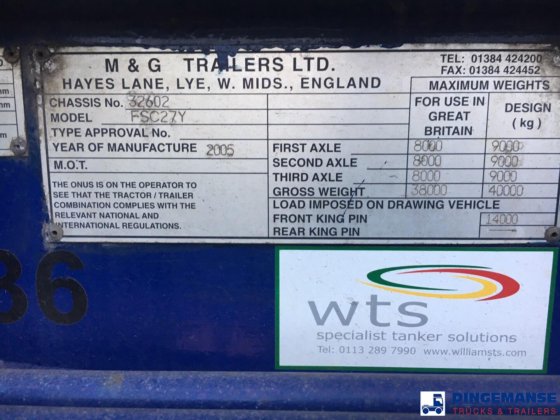 M & G TRAILERS LTD.
HAYES LANE, LYE, W. MIDS., ENGLAND
TEL: 01384 424200
FAX: 01384 424452
CHASSIS No. 32602
MODEL FSC27Y
TYPE APPROVAL No.
YEAR OF MANUFACTURE 2005
M.O.T.
THE ONUS IS ON THE OPERATOR TO
SEE THAT THE TRACTOR / TRAILER
COMBINATION COMPLIES WITH THE
RELEVANT NATIONAL AND
INTERNATIONAL REGULATIONS.
MAXIMUM WEIGHTS
FOR USE IN GREAT BRITAIN
DESIGN (kg)
FIRST AXLE 8000 9000
SECOND AXLE 8000 9000
THIRD AXLE 8000 9000
GROSS WEIGHT 38000 40000
LOAD IMPOSED ON DRAWING VEHICLE
FRONT KING PIN 14000
REAR KING PIN
36
wts
specialist tanker solutions
Tel: 0113 289 7990 www.williamsts.com
DINGEMANSE
TRUCKS & TRAILERS